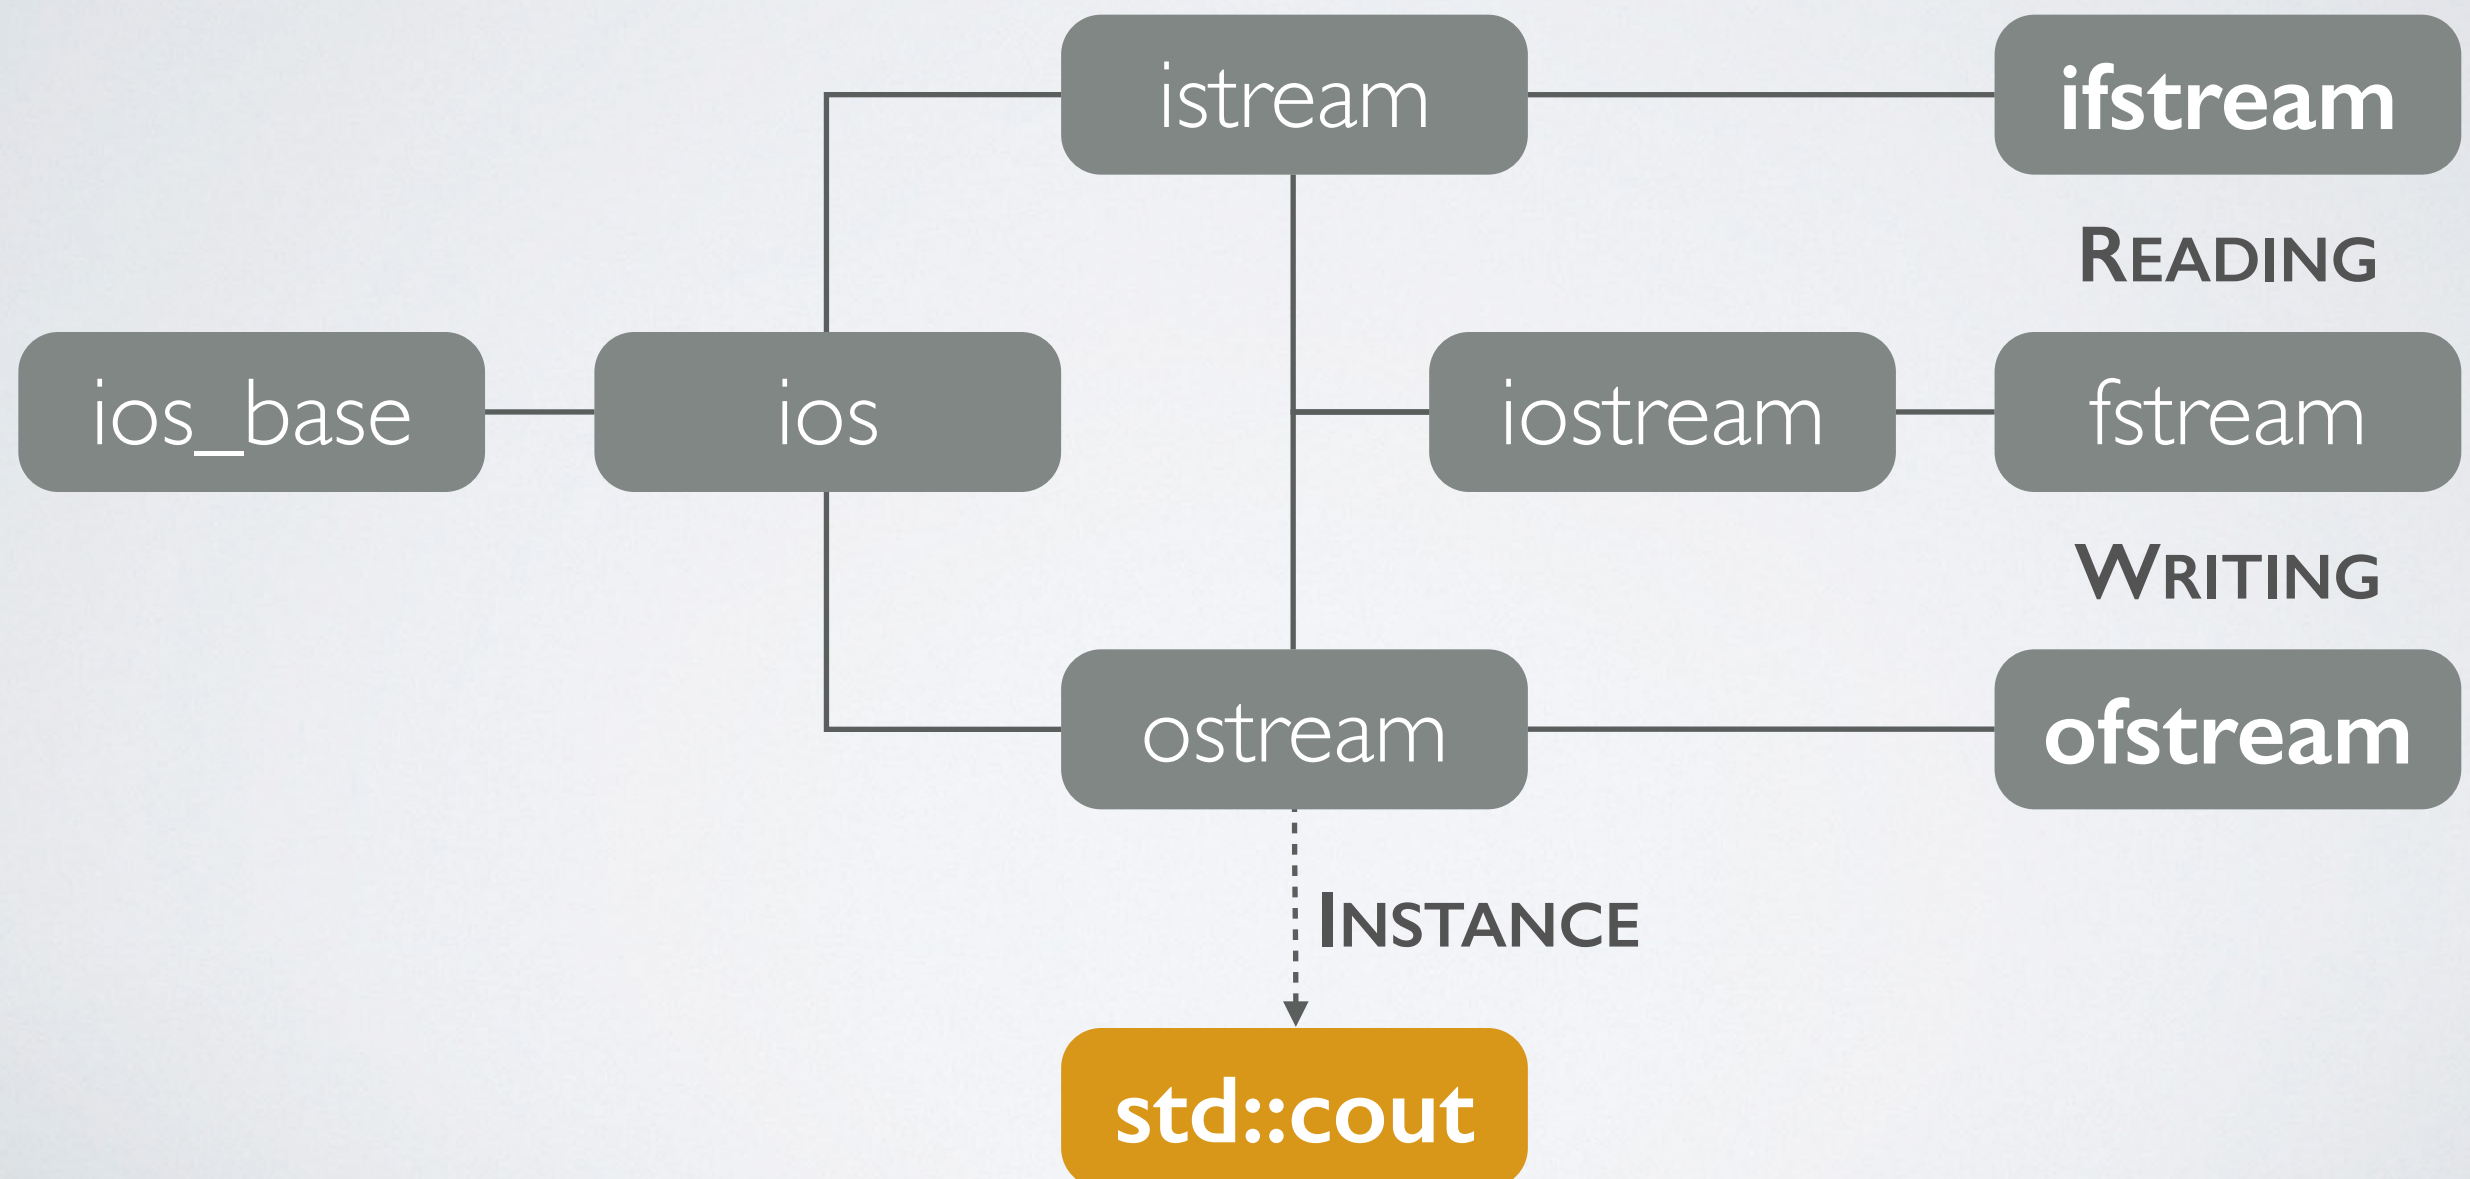 istream
ifstream
READING
ios_base
ios
iostream
fstream
WRITING
ostream
ofstream
INSTANCE
std::cout